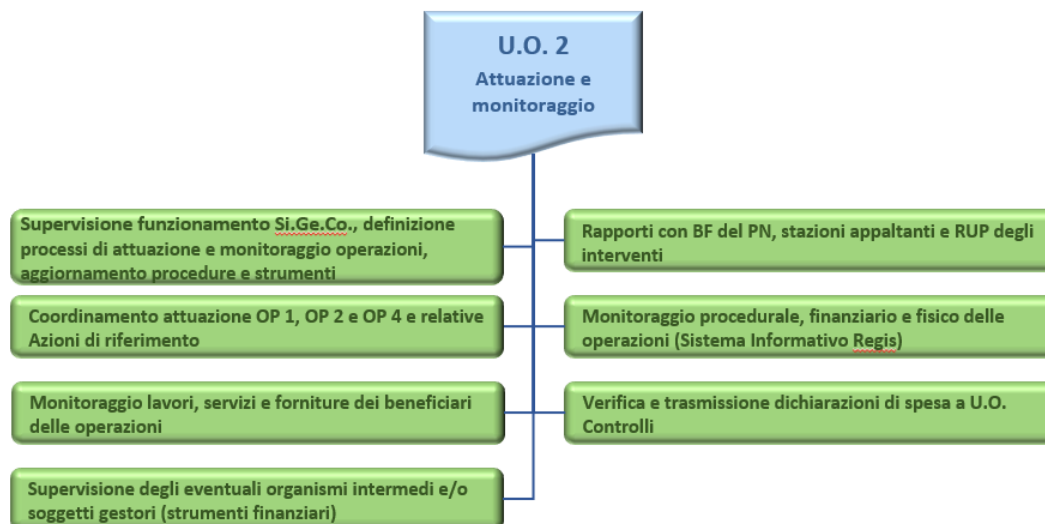 U.O. 2
Attuazione e
monitoraggio
Supervisione funzionamento Si.Ge.Co., definizione
processi di attuazione e monitoraggio operazioni,
aggiornamento procedure e strumenti
Rapporti con BF del PN, stazioni appaltanti e RUP degli
interventi
Coordinamento attuazione OP 1, OP 2 e OP 4 e relative
Azioni di riferimento
Monitoraggio procedurale, finanziario e fisico delle
operazioni (Sistema Informativo Regis)
Monitoraggio lavori, servizi e forniture dei beneficiari
delle operazioni
Verifica e trasmissione dichiarazioni di spesa a U.O.
Controlli
Supervisione degli eventuali organismi intermedi e/o
soggetti gestori (strumenti finanziari)